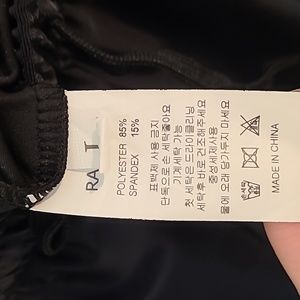 POLYESTER 85%
SPANDEX 15%
표백제 사용 금지
단독으로 손 세탁좋아요
기계세탁 가능
첫 세탁은 드라이클리닝
세탁후 바로 건조해주세요
중성세제사용
물에 오래 담가두지 마세요
MADE IN CHINA